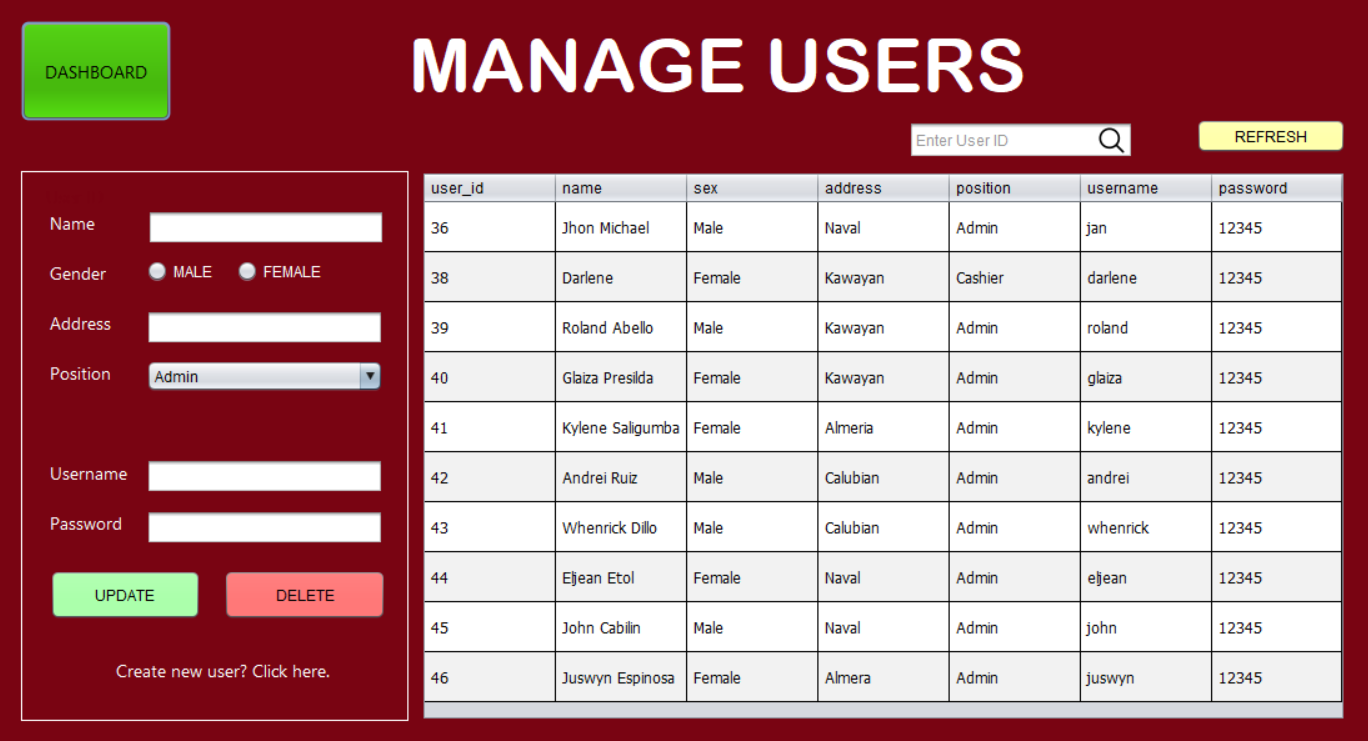 DASHBOARD
MANAGE USERS
Enter User ID
REFRESH
Name
Gender MALE FEMALE
Address
Position Admin
Username
Password
UPDATE DELETE
Create new user? Click here.
user_id name sex address position username password
36 Jhon Michael Male Naval Admin jan 12345
38 Darlene Female Kawayan Cashier darlene 12345
39 Roland Abello Male Kawayan Admin roland 12345
40 Glaiza Presilda Female Kawayan Admin glaiza 12345
41 Kylene Saligumba Female Almeria Admin kylene 12345
42 Andrei Ruiz Male Calubian Admin andrei 12345
43 Whenrick Dillo Male Calubian Admin whenrick 12345
44 Eljean Etol Female Naval Admin eljean 12345
45 John Cabilin Male Naval Admin john 12345
46 Juswyn Espinosa Female Almera Admin juswyn 12345